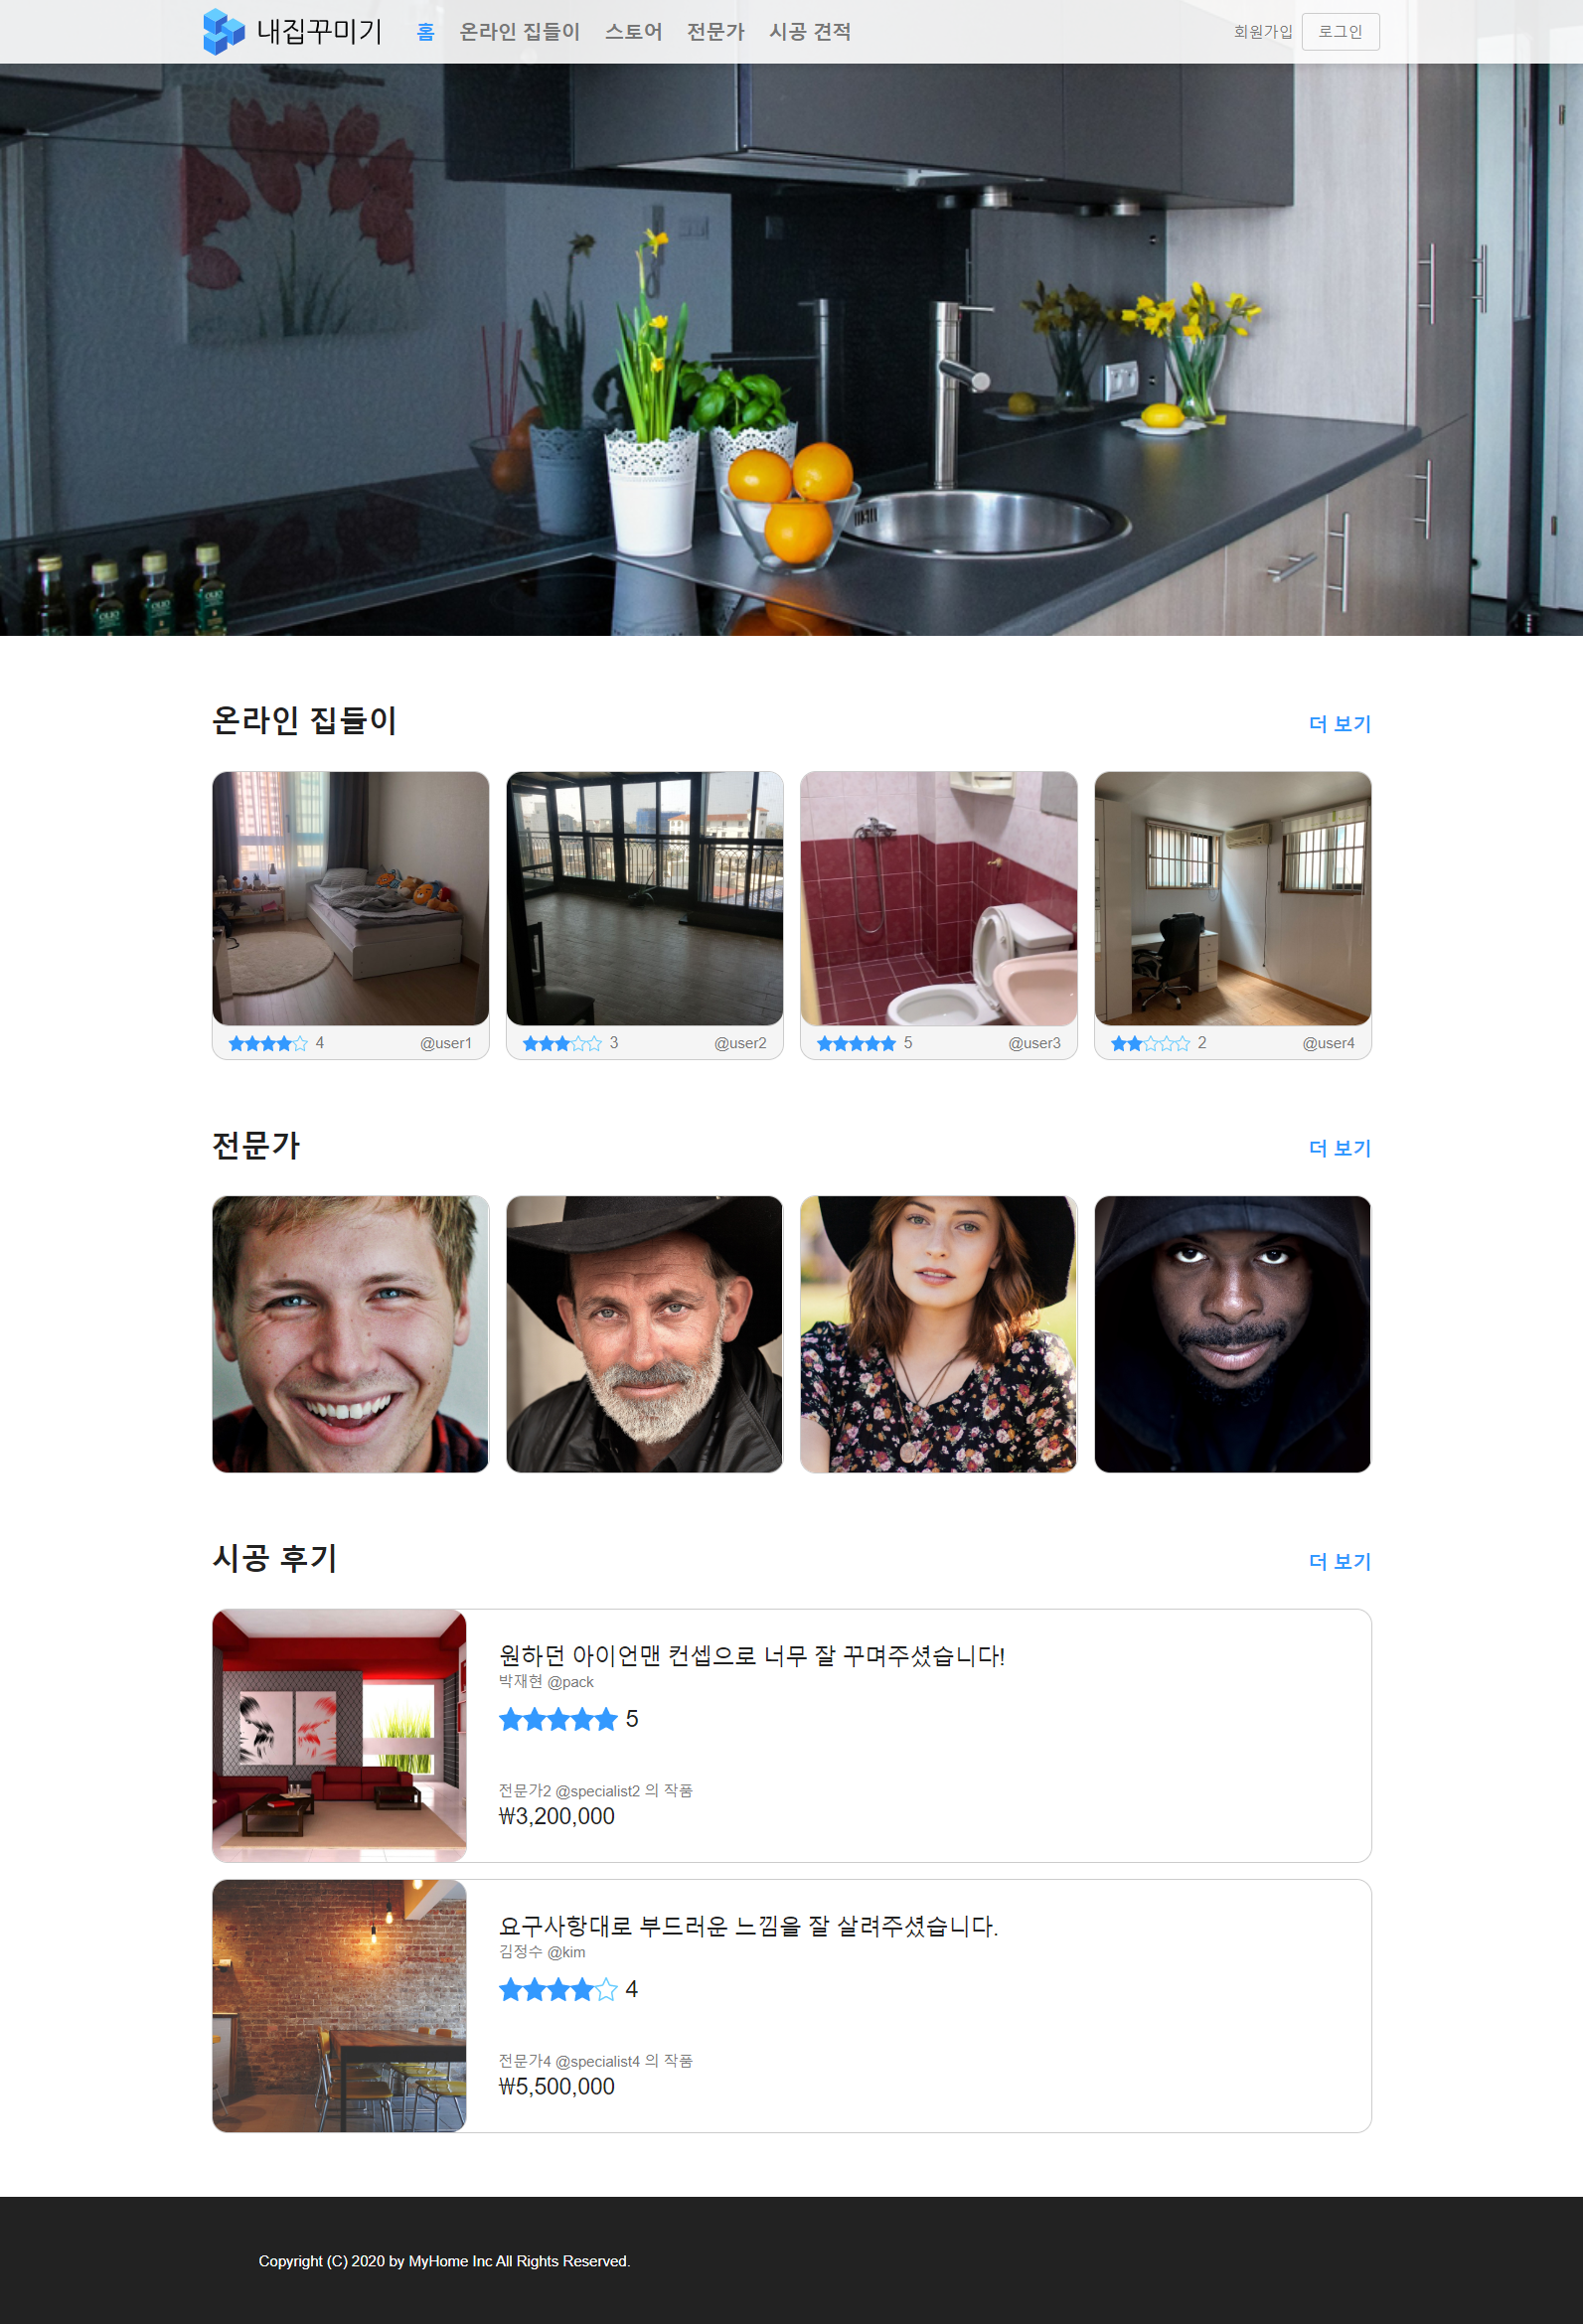 내집꾸미기 홈 온라인 집들이 스토어 전문가 시공 견적 회원가입 로그인
OLIO
OLIO
OLIO
온라인 집들이 더 보기
4 @user1 3 @user2 5 @user3 2 @user4
전문가 더 보기
시공 후기 더 보기
원하던 아이언맨 컨셉으로 너무 잘 꾸며주셨습니다!
박재현 @pack
5
전문가2 @specialist2 의 작품
₩3,200,000
요구사항대로 부드러운 느낌을 잘 살려주셨습니다.
김정수 @kim
4
전문가4 @specialist4 의 작품
₩5,500,000
Copyright (C) 2020 by MyHome Inc All Rights Reserved.